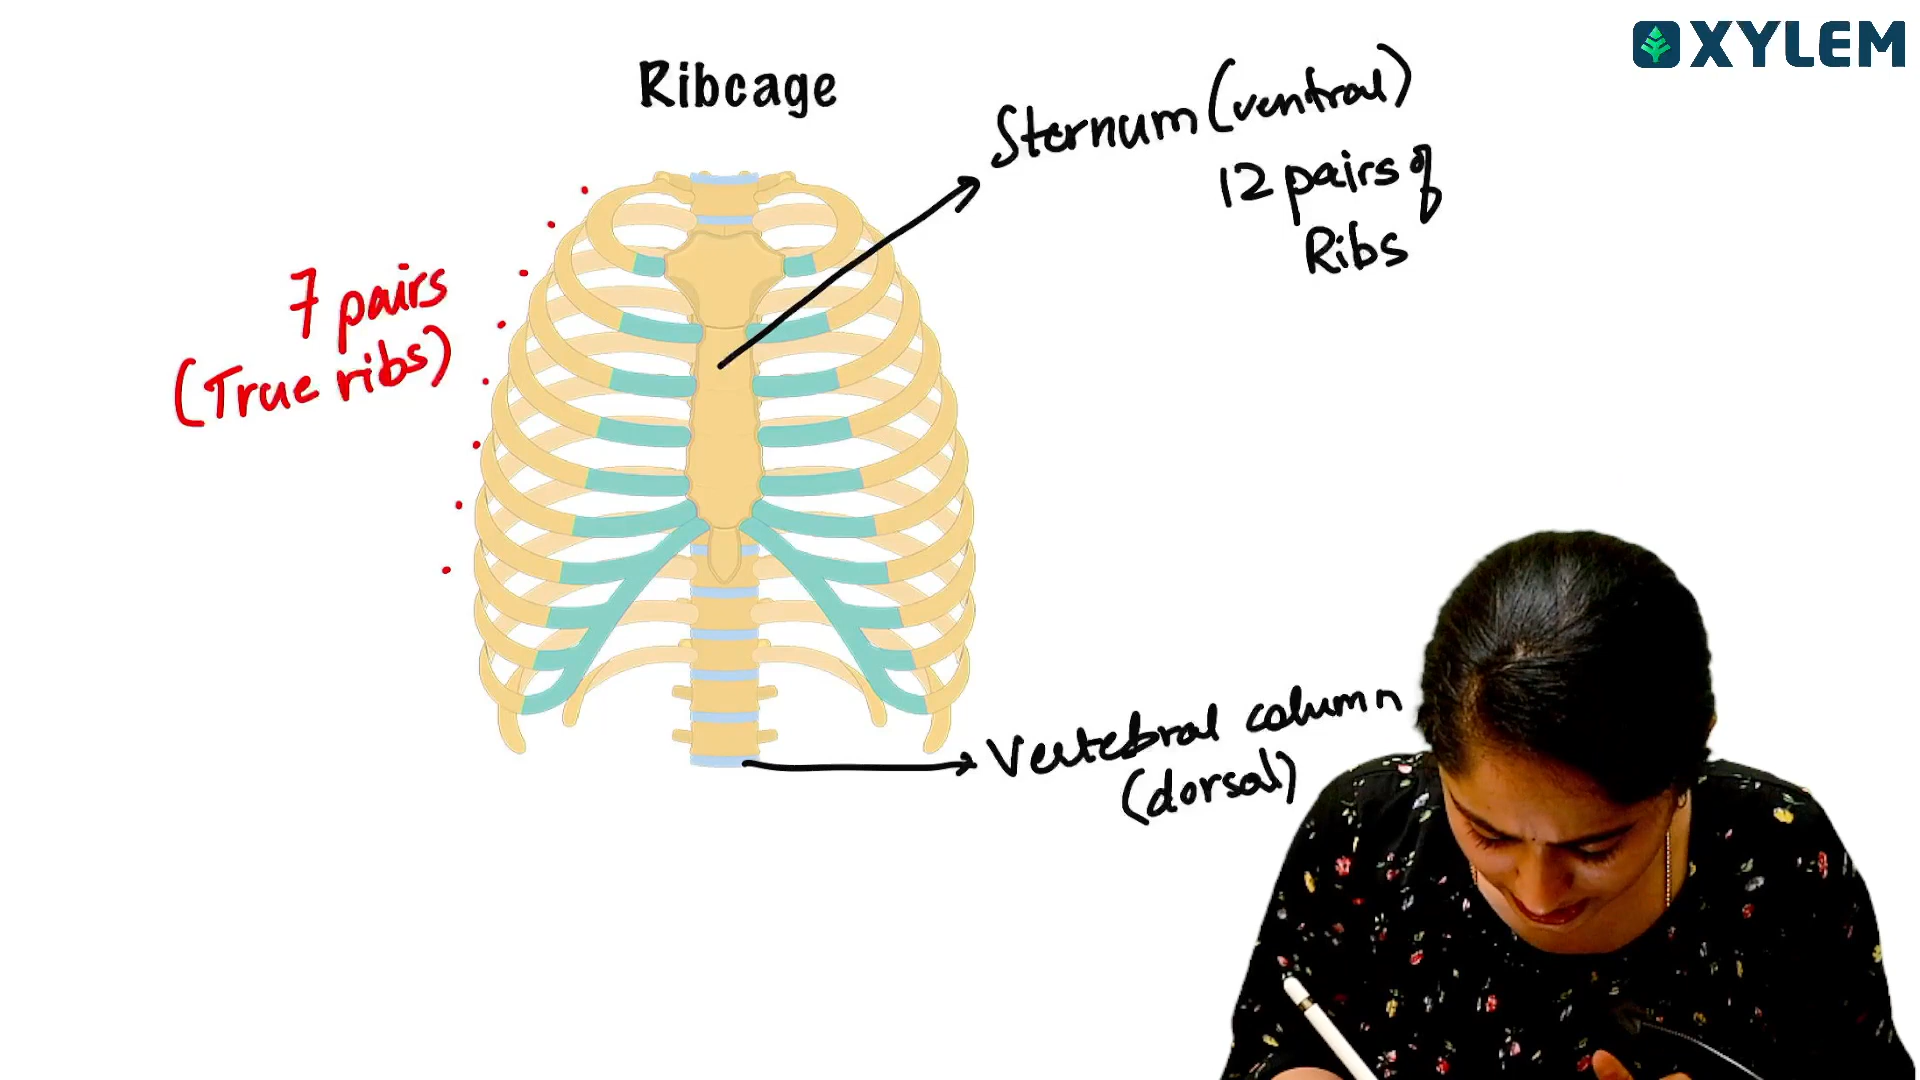 XYLEM
Ribcage
Sternum (ventral)
12 pairs of
Ribs
7 pairs
(True ribs)
Vertebral column
(dorsal)